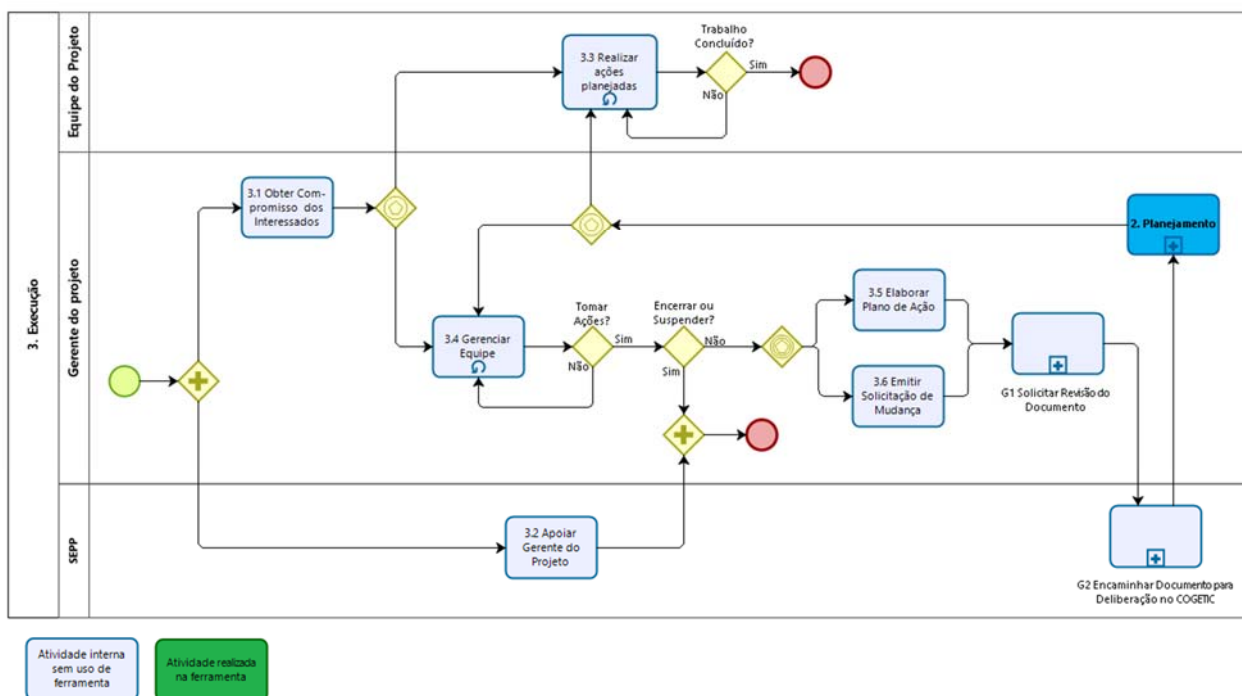 3. Execução
Equipe do Projeto
Gerente do projeto
SEPP
3.3 Realizar
ações
planejadas
Trabalho
Concluído?
Sim
Não
3.1 Obter Com-
promisso dos
Interessados
2. Planejamento
3.4 Gerenciar
Equipe
Tomar
Ações?
Sim
Não
Encerrar ou
Suspender?
Não
Sim
3.5 Elaborar
Plano de Ação
3.6 Emitir
Solicitação de
Mudança
G1 Solicitar Revisão do
Documento
3.2 Apoiar
Gerente do
Projeto
G2 Encaminhar Documento para
Deliberação no COGETIC
Atividade interna
sem uso de
ferramenta
Atividade realizada
na ferramenta